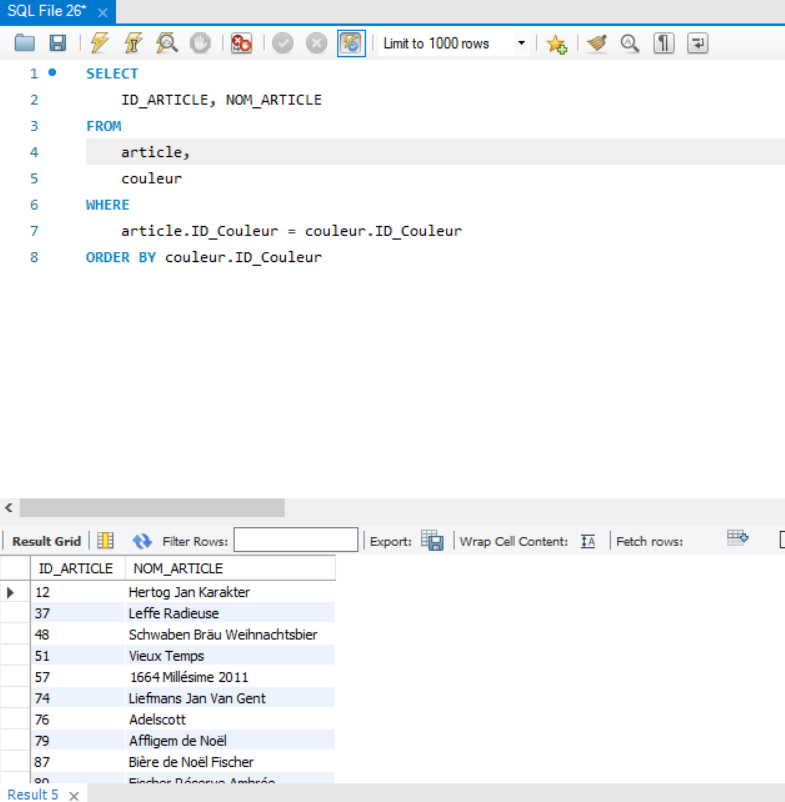 SQL File 26*
Limit to 1000 rows
1 SELECT
2 ID_ARTICLE, NOM_ARTICLE
3 FROM
4 article,
5 couleur
6 WHERE
7 article.ID_Couleur = couleur.ID_Couleur
8 ORDER BY couleur.ID_Couleur
Result Grid Filter Rows: Export: Wrap Cell Content: Fetch rows:
ID_ARTICLE NOM_ARTICLE
12 Hertog Jan Karakter
37 Leffe Radieuse
48 Schwaben Bräu Weihnachtsbier
51 Vieux Temps
57 1664 Millésime 2011
74 Liefmans Jan Van Gent
76 Adelscott
79 Affligem de Noël
87 Bière de Noël Fischer
Fischer Réserve Ambrée
Result 5